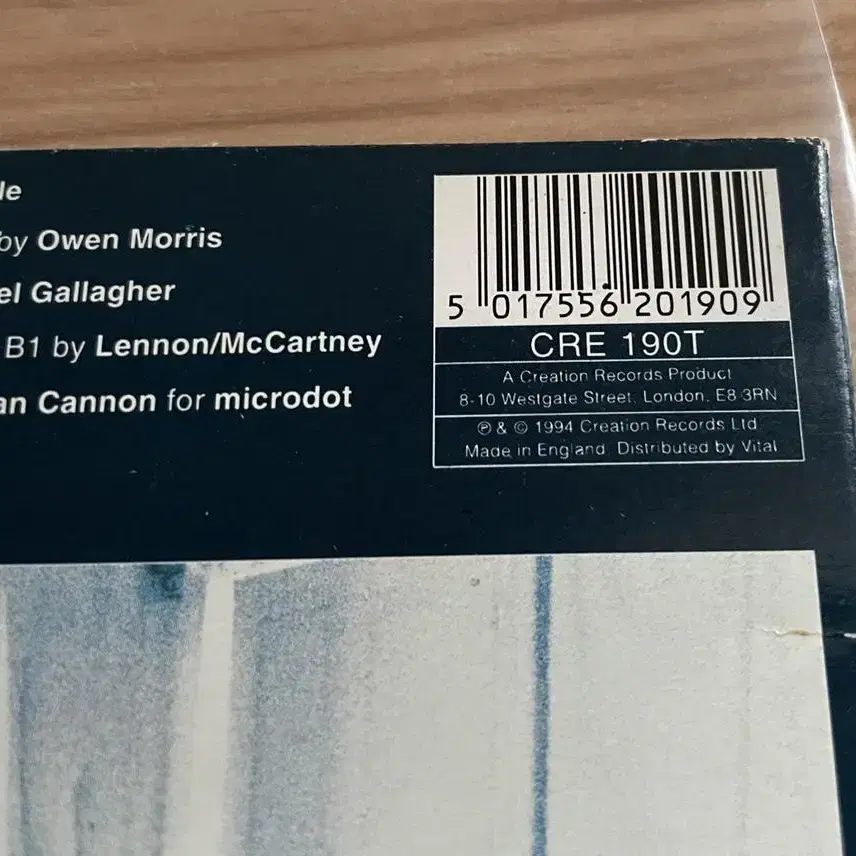 le
by Owen Morris
el Gallagher
B1 by Lennon/McCartney
an Cannon for microdot
5 017556 201909
CRE 190T
A Creation Records Product
8-10 Westgate Street, London, E8 3RN
℗ & © 1994 Creation Records Ltd
Made in England Distributed by Vital